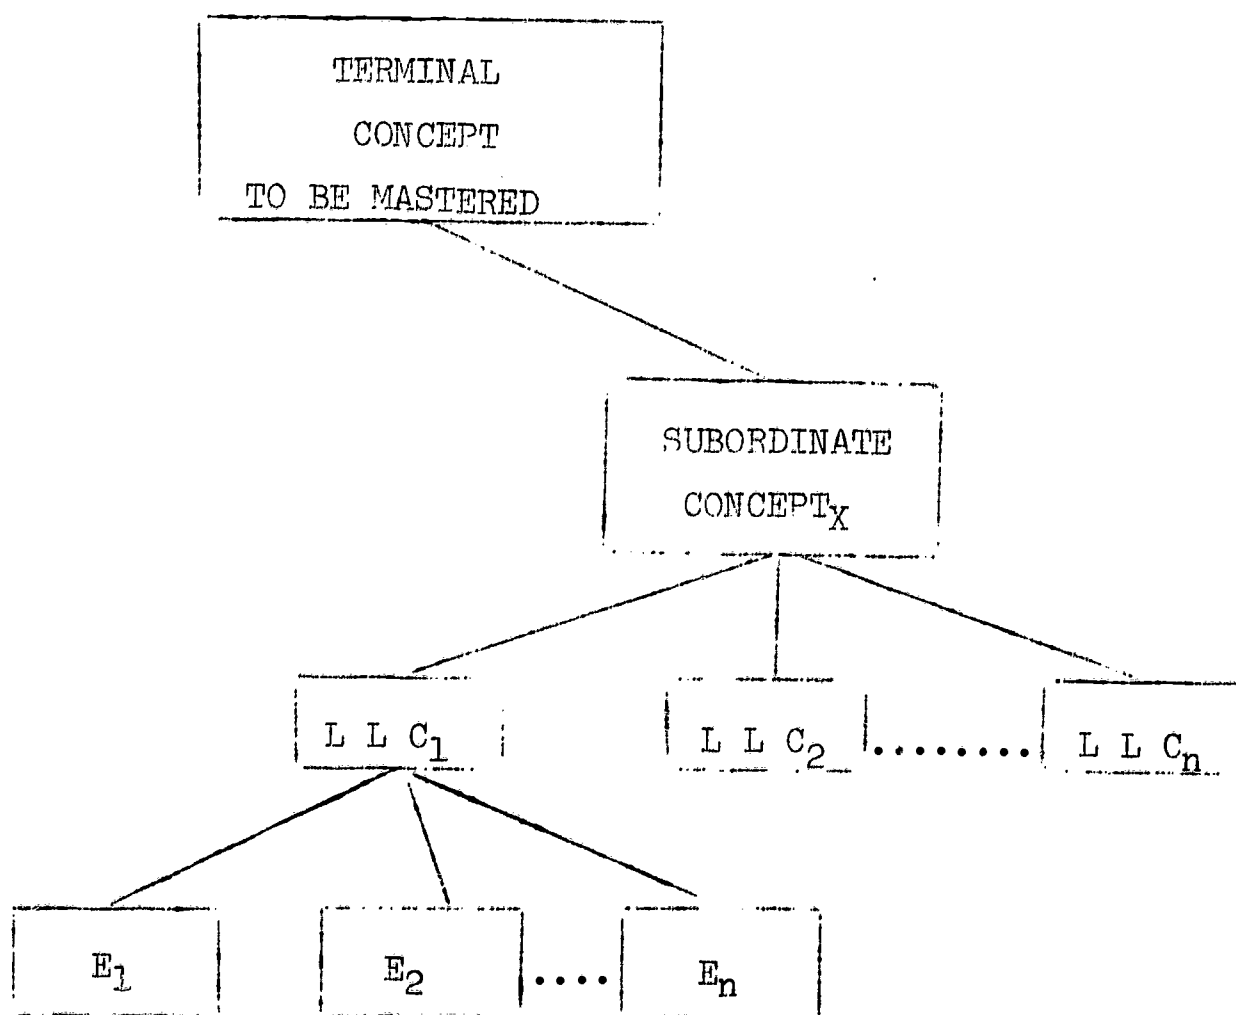 TERMINAL
CONCEPT
TO BE MASTERED
SUBORDINATE
CONCEPTX
L L C1
L L C2 ........ L L Cn
E1
E2 .... En